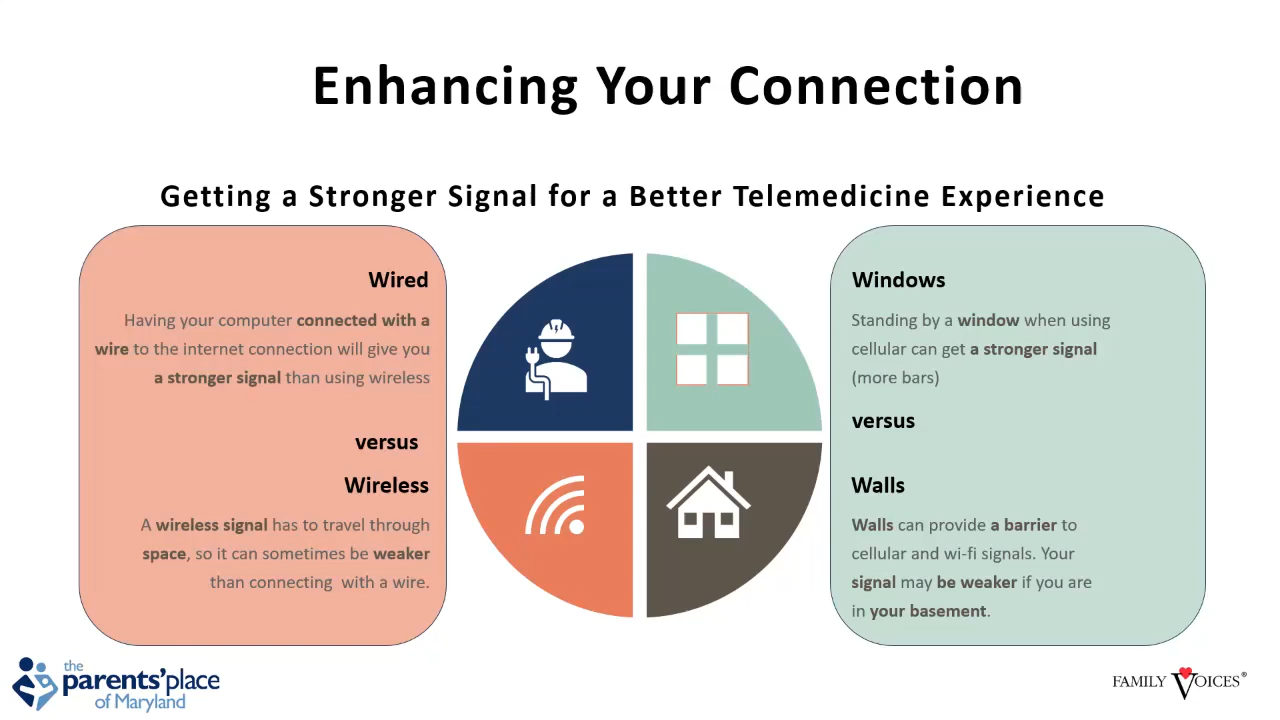 Enhancing Your Connection
Getting a Stronger Signal for a Better Telemedicine Experience
Wired
Having your computer connected with a
wire to the internet connection will give you
a stronger signal than using wireless
versus
Wireless
A wireless signal has to travel through
space, so it can sometimes be weaker
than connecting with a wire.
Windows
Standing by a window when using
cellular can get a stronger signal
(more bars)
versus
Walls
Walls can provide a barrier to
cellular and wi-fi signals. Your
signal may be weaker if you are
in your basement.
the
parents'place
of Maryland
FAMILY VOICES®